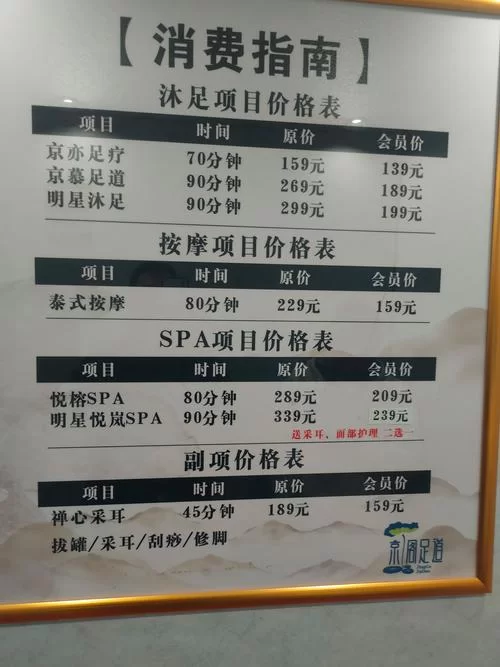 【消费指南】
沐足项目价格表
项目 时间 原价 会员价
京亦足疗 70分钟 159元 139元
京慕足道 90分钟 269元 189元
明星沐足 90分钟 299元 199元
按摩项目价格表
项目 时间 原价 会员价
泰式按摩 80分钟 229元 159元
SPA项目价格表
项目 时间 原价 会员价
悦榕SPA 80分钟 289元 209元
明星悦岚SPA 90分钟 339元 239元
送采耳、面部护理 二选一
副项价格表
项目 时间 原价 会员价
禅心采耳 45分钟 189元 159元
拔罐/采耳/刮痧/修脚
京阁足道